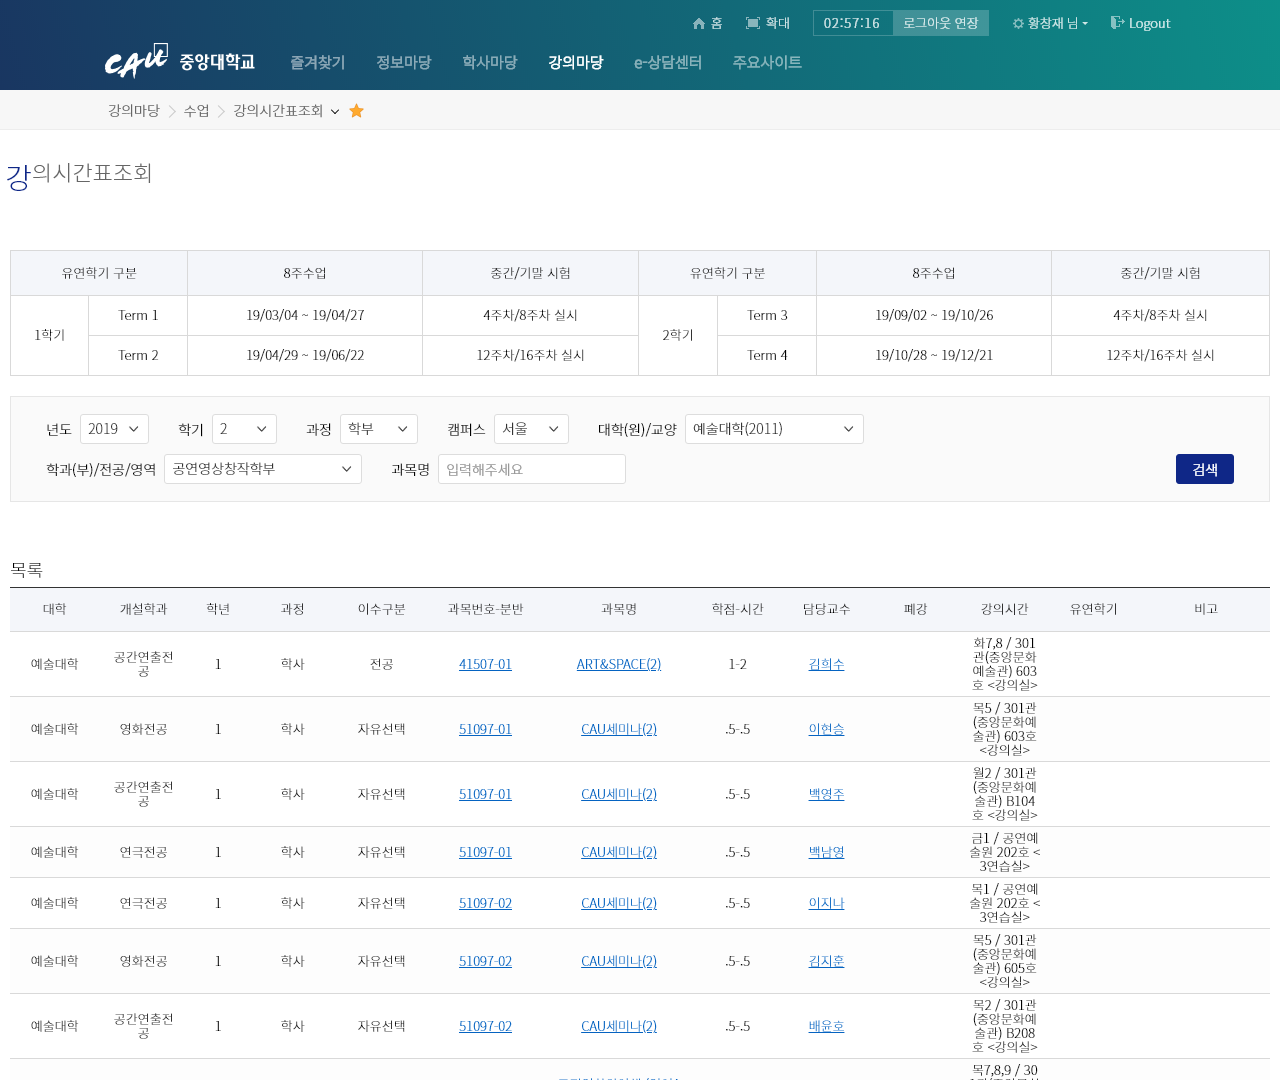 홈 확대 02:57:16 로그아웃 연장 황창재 님 Logout
CAU 중앙대학교 즐겨찾기 정보마당 학사마당 강의마당 e-상담센터 주요사이트
강의마당 수업 강의시간표조회
강의시간표조회
유연학기 구분 8주수업 중간/기말 시험 유연학기 구분 8주수업 중간/기말 시험
1학기 Term 1 19/03/04 ~ 19/04/27 4주차/8주차 실시 2학기 Term 3 19/09/02 ~ 19/10/26 4주차/8주차 실시
Term 2 19/04/29 ~ 19/06/22 12주차/16주차 실시 Term 4 19/10/28 ~ 19/12/21 12주차/16주차 실시
년도 2019 학기 2 과정 학부 캠퍼스 서울 대학(원)/교양 예술대학(2011)
학과(부)/전공/영역 공연영상창작학부 과목명 입력해주세요 검색
목록
대학 개설학과 학년 과정 이수구분 과목번호-분반 과목명 학점-시간 담당교수 폐강 강의시간 유연학기 비고
예술대학 공간연출전공 1 학사 전공 41507-01 ART&SPACE(2) 1-2 김희수 화7,8 / 301관(중앙문화예술관) 603호 <강의실>
예술대학 영화전공 1 학사 자유선택 51097-01 CAU세미나(2) .5-.5 이현승 목5 / 301관(중앙문화예술관) 603호 <강의실>
예술대학 공간연출전공 1 학사 자유선택 51097-01 CAU세미나(2) .5-.5 백영주 월2 / 301관(중앙문화예술관) B104호 <강의실>
예술대학 연극전공 1 학사 자유선택 51097-01 CAU세미나(2) .5-.5 백남영 금1 / 공연예술원 202호 <3연습실>
예술대학 연극전공 1 학사 자유선택 51097-02 CAU세미나(2) .5-.5 이지나 목1 / 공연예술원 202호 <3연습실>
예술대학 영화전공 1 학사 자유선택 51097-02 CAU세미나(2) .5-.5 김지훈 목5 / 301관(중앙문화예술관) 605호 <강의실>
예술대학 공간연출전공 1 학사 자유선택 51097-02 CAU세미나(2) .5-.5 배윤호 목2 / 301관(중앙문화예술관) B208호 <강의실>
목7,8,9 / 30